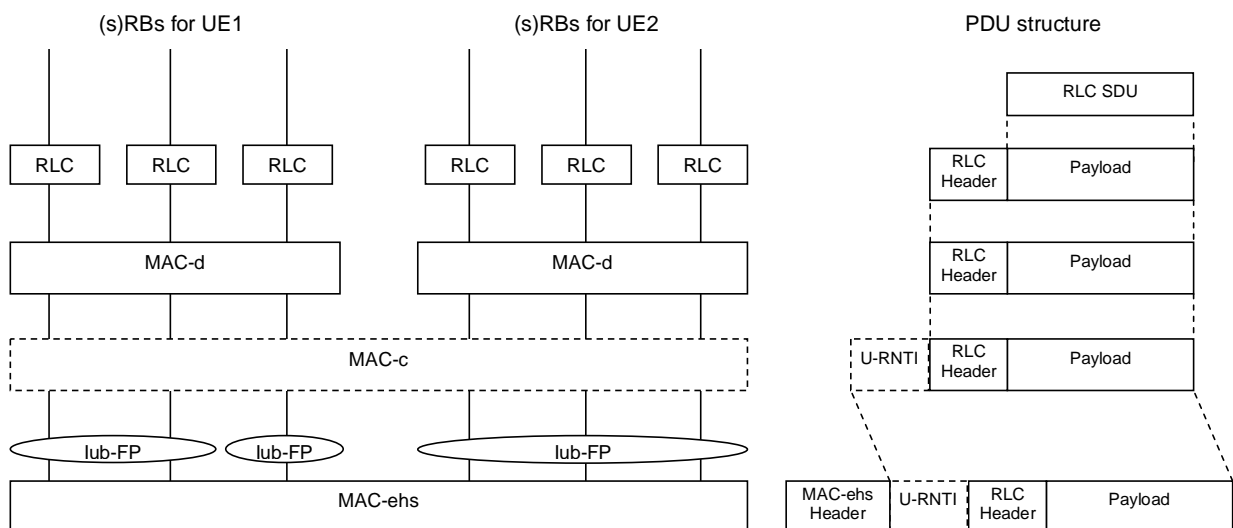 (s)RBs for UE1
(s)RBs for UE2
PDU structure
RLC SDU
RLC
RLC
RLC
RLC
RLC
RLC
RLC
Header
Payload
MAC-d
MAC-d
RLC
Header
Payload
MAC-c
U-RNTI
RLC
Header
Payload
Iub-FP
Iub-FP
Iub-FP
MAC-ehs
MAC-ehs
Header
U-RNTI
RLC
Header
Payload